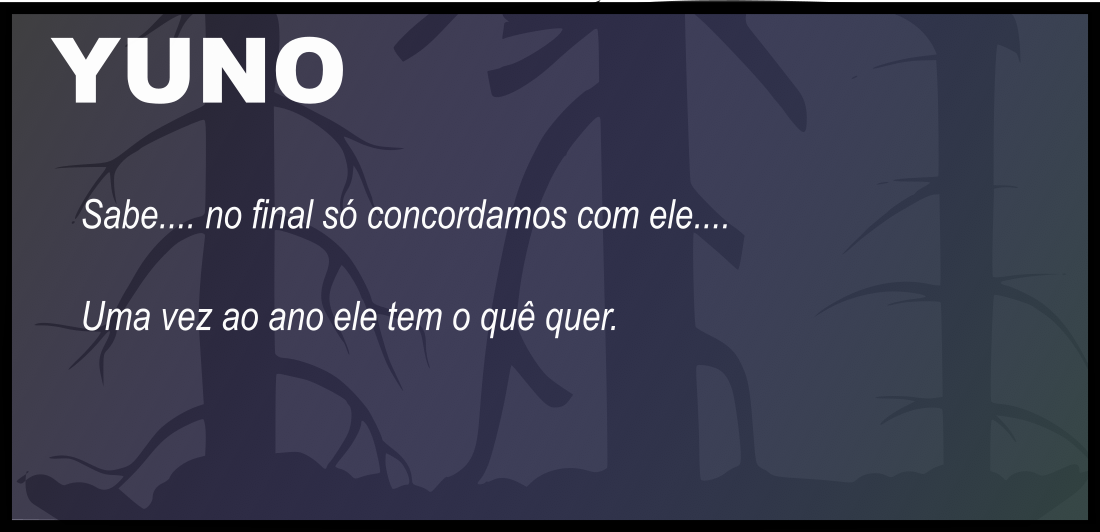 YUNO
Sabe.... no final só concordamos com ele....
Uma vez ao ano ele tem o quê quer.